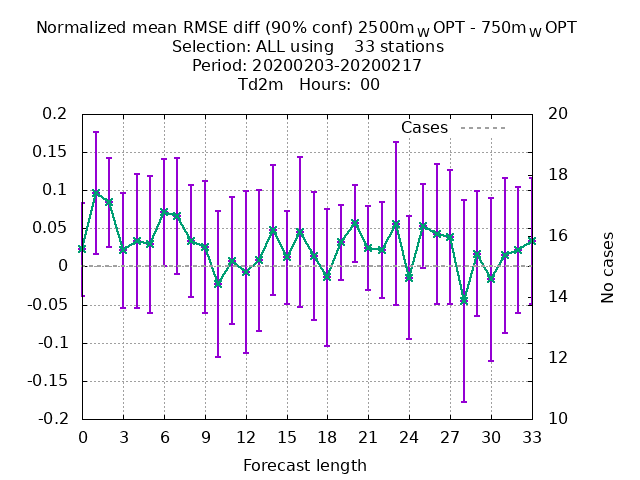 Normalized mean RMSE diff (90% conf) 2500m_W OPT - 750m_W OPT
Selection: ALL using 33 stations
Period: 20200203-20200217
Td2m Hours: 00
Cases
0.2
0.15
0.1
0.05
0
-0.05
-0.1
-0.15
-0.2
20
18
16
14
12
10
No cases
0 3 6 9 12 15 18 21 24 27 30 33
Forecast length